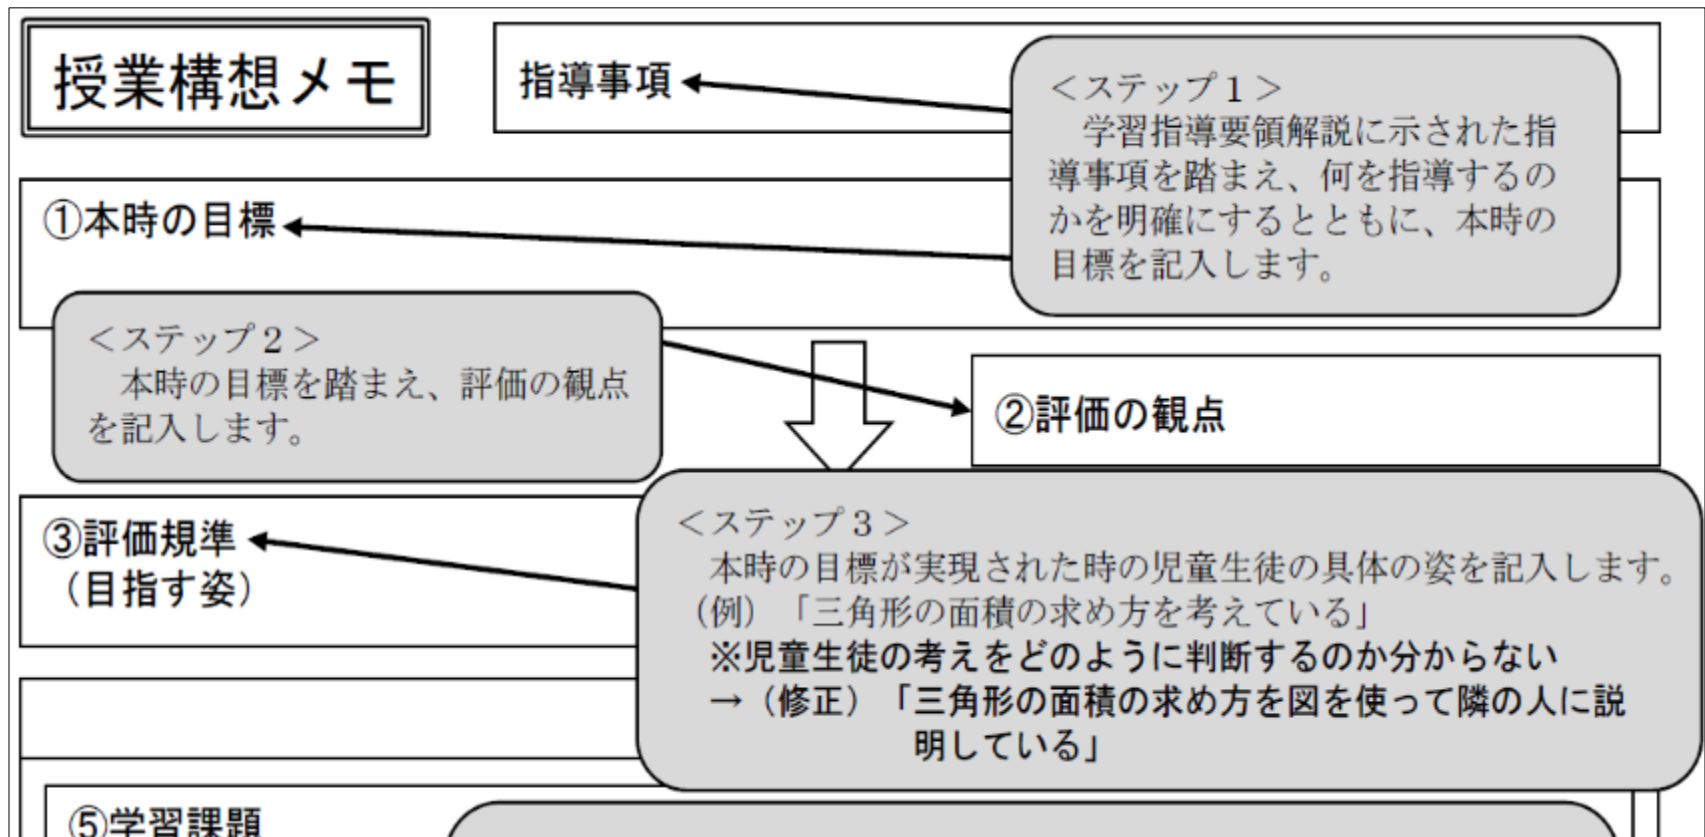 授業構想メモ
指導事項
<ステップ1>
学習指導要領解説に示された指
導事項を踏まえ、何を指導するの
かを明確にするとともに、本時の
目標を記入します。
①本時の目標
<ステップ2>
本時の目標を踏まえ、評価の観点
を記入します。
②評価の観点
③評価規準
(目指す姿)
<ステップ3>
本時の目標が実現された時の児童生徒の具体の姿を記入します。
(例)「三角形の面積の求め方を考えている」
※児童生徒の考えをどのように判断するのか分からない
→(修正)「三角形の面積の求め方を図を使って隣の人に説
明している」
⑤学習課題